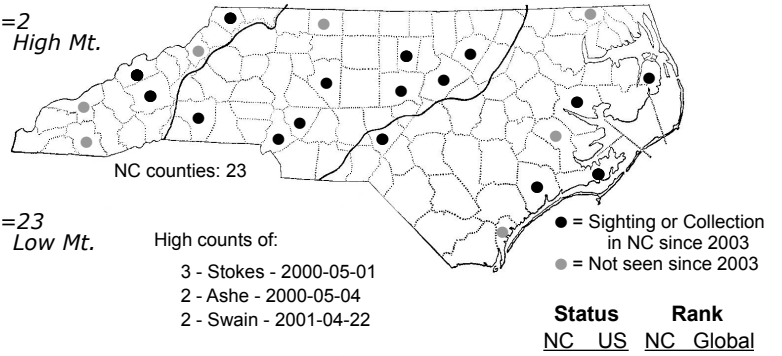 =2
High Mt.
NC counties: 23
=23
Low Mt.
High counts of:
3 - Stokes - 2000-05-01
2 - Ashe - 2000-05-04
2 - Swain - 2001-04-22
= Sighting or Collection
in NC since 2003
= Not seen since 2003
Status Rank
NC US NC Global